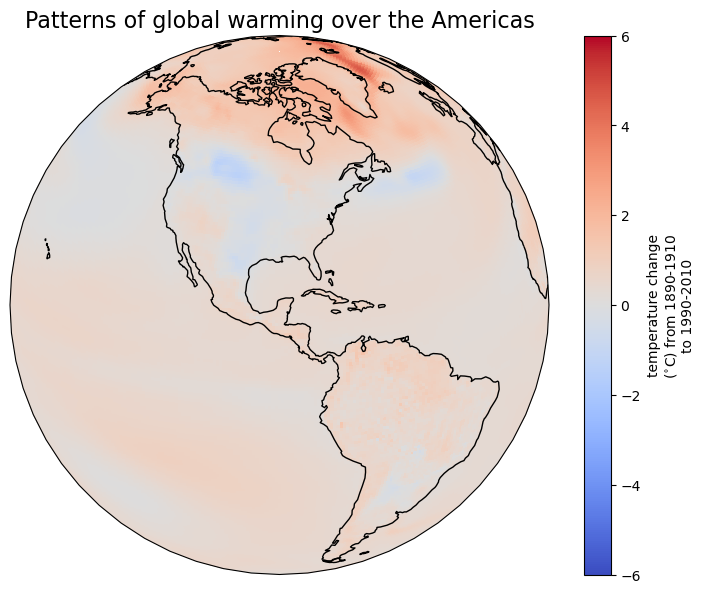 Patterns of global warming over the Americas
6
4
2
0
−2
−4
−6
temperature change
(°C) from 1890-1910
to 1990-2010